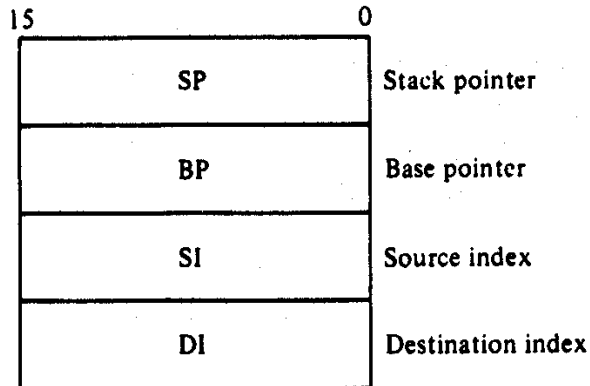 15 0
SP Stack pointer
BP Base pointer
SI Source index
DI Destination index